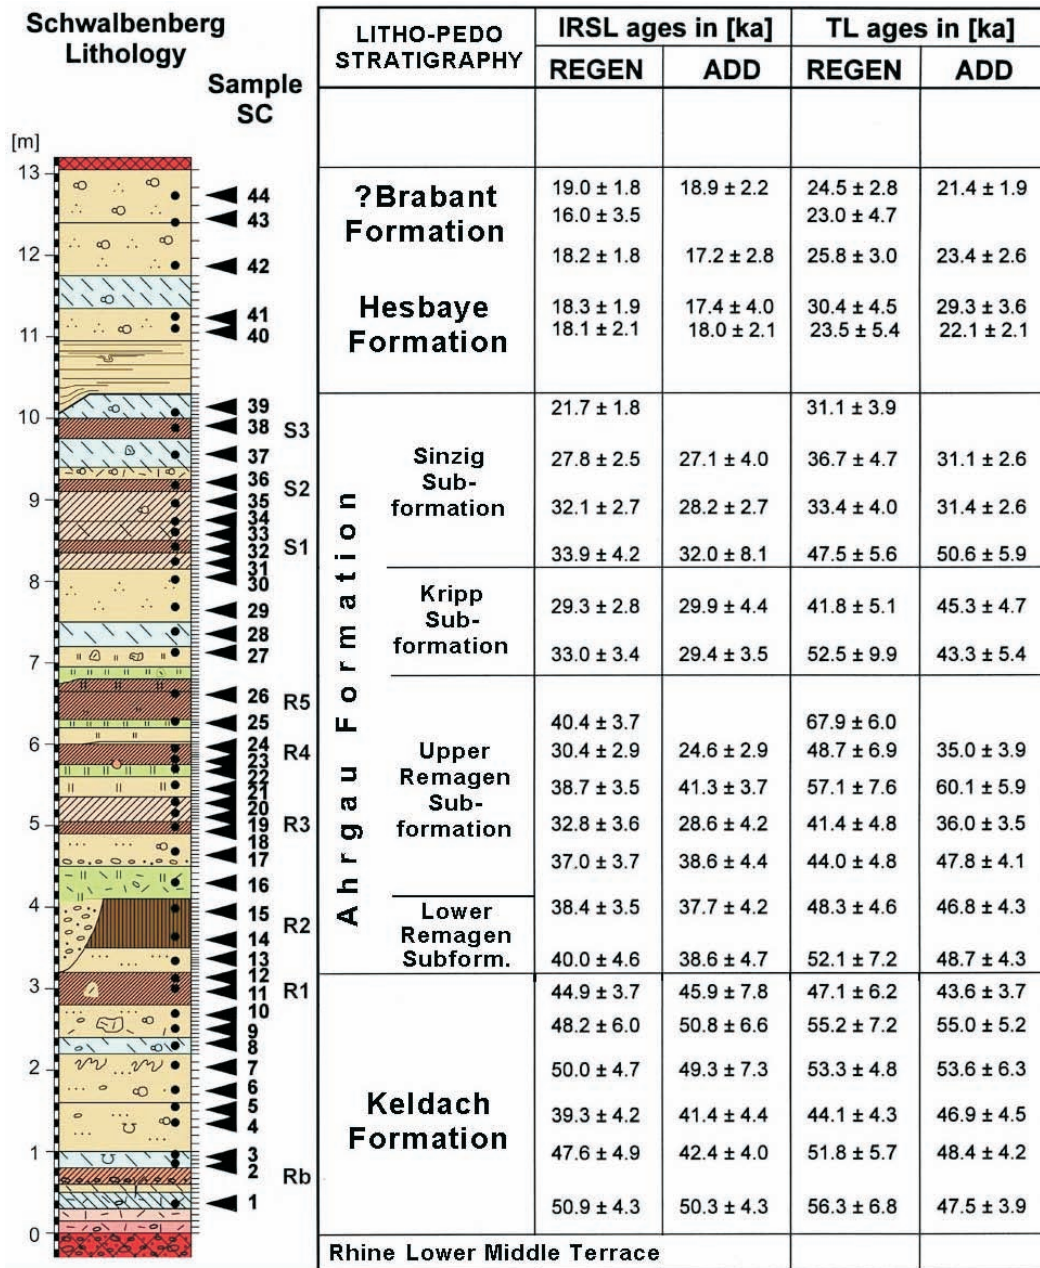 Schwalbenberg
Lithology
Sample
SC
[m]
LITHO-PEDO
STRATIGRAPHY
IRSL ages in [ka]
TL ages in [ka]
REGEN
ADD
REGEN
ADD
13
12
11
10
9
8
7
6
5
4
3
2
1
0
44
43
42
41
40
39
38
37
36
35
34
33
32
31
30
29
28
27
26
25
24
23
22
21
20
19
18
17
16
15
14
13
12
11
10
9
8
7
6
5
4
3
2
1
S3
S2
S1
R5
R4
R3
R2
R1
Rb
?Brabant
Formation
Hesbaye
Formation
Ahrgau Formation
Sinzig
Sub-
formation
Kripp
Sub-
formation
Upper
Remagen
Sub-
formation
Lower
Remagen
Subform.
Keldach
Formation
19.0 ± 1.8 18.9 ± 2.2 24.5 ± 2.8 21.4 ± 1.9
16.0 ± 3.5 23.0 ± 4.7
18.2 ± 1.8 17.2 ± 2.8 25.8 ± 3.0 23.4 ± 2.6
18.3 ± 1.9 17.4 ± 4.0 30.4 ± 4.5 29.3 ± 3.6
18.1 ± 2.1 18.0 ± 2.1 23.5 ± 5.4 22.1 ± 2.1
21.7 ± 1.8 31.1 ± 3.9
27.8 ± 2.5 27.1 ± 4.0 36.7 ± 4.7 31.1 ± 2.6
32.1 ± 2.7 28.2 ± 2.7 33.4 ± 4.0 31.4 ± 2.6
33.9 ± 4.2 32.0 ± 8.1 47.5 ± 5.6 50.6 ± 5.9
29.3 ± 2.8 29.9 ± 4.4 41.8 ± 5.1 45.3 ± 4.7
33.0 ± 3.4 29.4 ± 3.5 52.5 ± 9.9 43.3 ± 5.4
40.4 ± 3.7 67.9 ± 6.0
30.4 ± 2.9 24.6 ± 2.9 48.7 ± 6.9 35.0 ± 3.9
38.7 ± 3.5 41.3 ± 3.7 57.1 ± 7.6 60.1 ± 5.9
32.8 ± 3.6 28.6 ± 4.2 41.4 ± 4.8 36.0 ± 3.5
37.0 ± 3.7 38.6 ± 4.4 44.0 ± 4.8 47.8 ± 4.1
38.4 ± 3.5 37.7 ± 4.2 48.3 ± 4.6 46.8 ± 4.3
40.0 ± 4.6 38.6 ± 4.7 52.1 ± 7.2 48.7 ± 4.3
44.9 ± 3.7 45.9 ± 7.8 47.1 ± 6.2 43.6 ± 3.7
48.2 ± 6.0 50.8 ± 6.6 55.2 ± 7.2 55.0 ± 5.2
50.0 ± 4.7 49.3 ± 7.3 53.3 ± 4.8 53.6 ± 6.3
39.3 ± 4.2 41.4 ± 4.4 44.1 ± 4.3 46.9 ± 4.5
47.6 ± 4.9 42.4 ± 4.0 51.8 ± 5.7 48.4 ± 4.2
50.9 ± 4.3 50.3 ± 4.3 56.3 ± 6.8 47.5 ± 3.9
Rhine Lower Middle Terrace